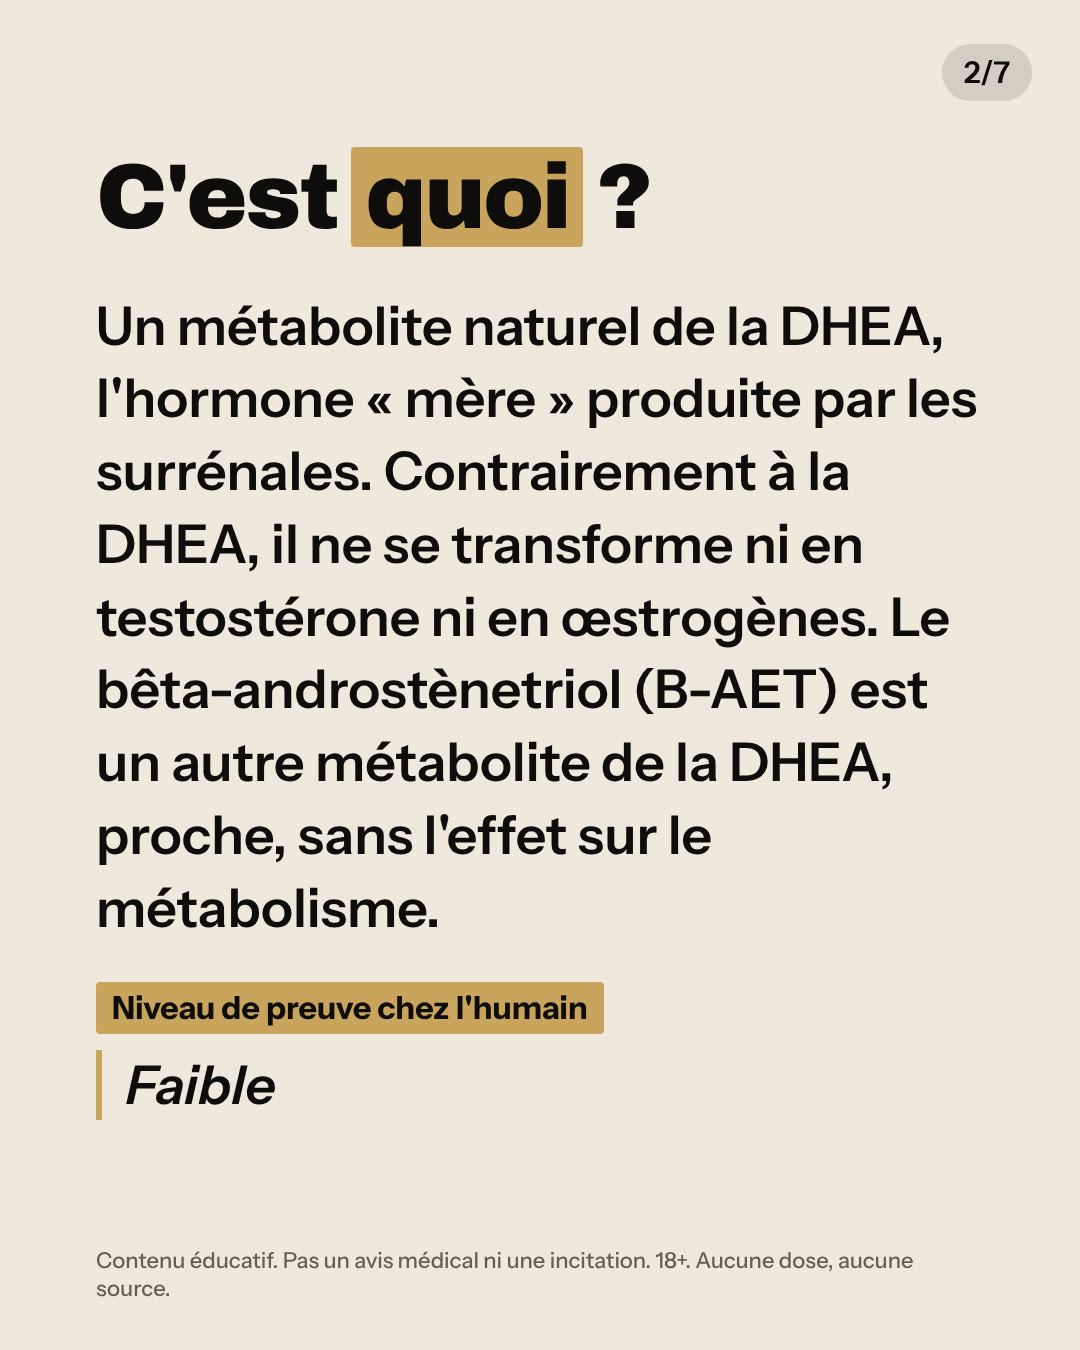 2/7
C'est quoi ?
Un métabolite naturel de la DHEA,
l'hormone « mère » produite par les
surrénales. Contrairement à la
DHEA, il ne se transforme ni en
testostérone ni en œstrogènes. Le
bêta-androstènetriol (B-AET) est
un autre métabolite de la DHEA,
proche, sans l'effet sur le
métabolisme.
Niveau de preuve chez l'humain
Faible
Contenu éducatif. Pas un avis médical ni une incitation. 18+. Aucune dose, aucune
source.